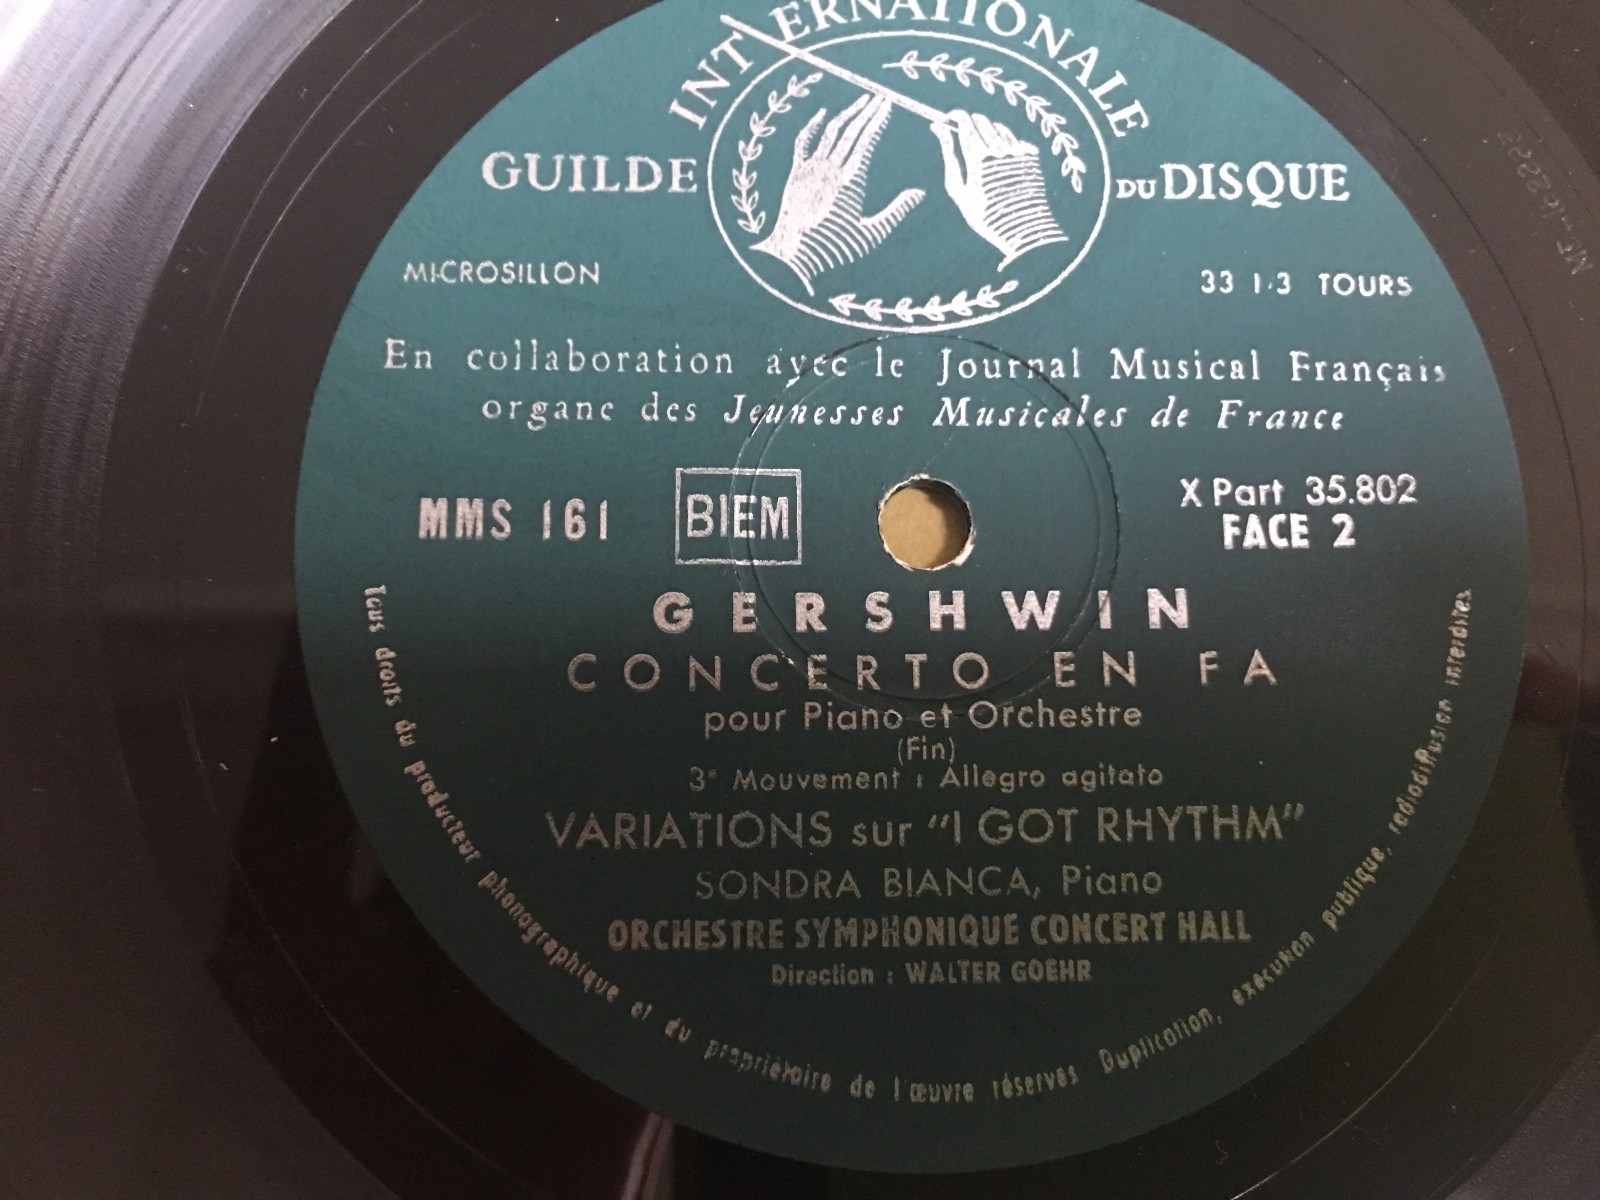 GUILDE INTERNATIONALE DU DISQUE
MICROSILLON
33 1·3 TOURS
En collaboration avec le Journal Musical Français
organe des Jeunesses Musicales de France
MMS 161
BIEM
X Part 35.802
FACE 2
GERSHWIN
CONCERTO EN FA
pour Piano et Orchestre
(Fin)
3e Mouvement : Allegro agitato
VARIATIONS sur "I GOT RHYTHM"
SONDRA BIANCA, Piano
ORCHESTRE SYMPHONIQUE CONCERT HALL
Direction : WALTER GOEHR
Tous droits du producteur phonographique et du propriétaire de l'œuvre réservés Duplication, exécution publique, radiodiffusion interdites